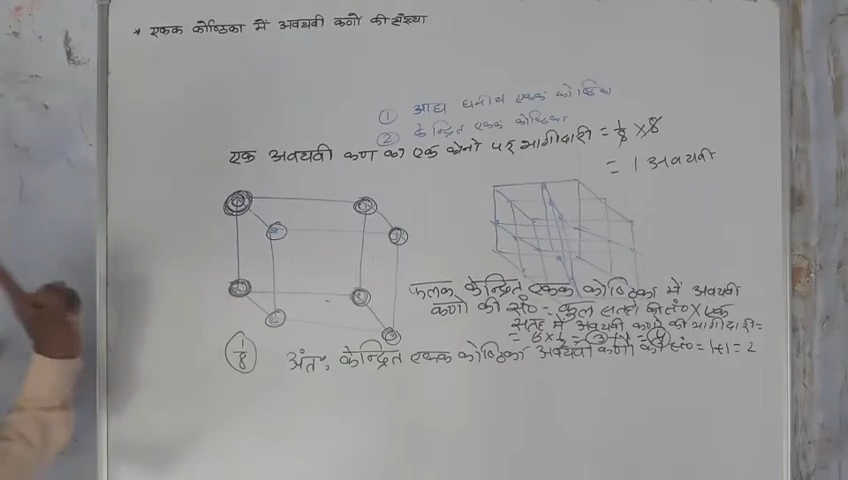 * एकक कोष्ठिका में अवयवी कणो की संख्या
① आद्य घनीय एकक कोष्ठिका
② केन्द्रित एकक कोष्ठिका
एक अवयवी कण का एक कोनो पर भागीदारी = 1/8 × 8
= 1 अवयवी
फलक केन्द्रित एकक कोष्ठिका में अवयवी
कणो की सं० = कुल सतहो की सं० × एक
सतह में अवयवी कणो की भागीदारी =
= 6 × 1/2 = 3 + 1 = 4
1/8
अंतः केन्द्रित एकक कोष्ठिका अवयवी कणो की सं० = 1+1 = 2